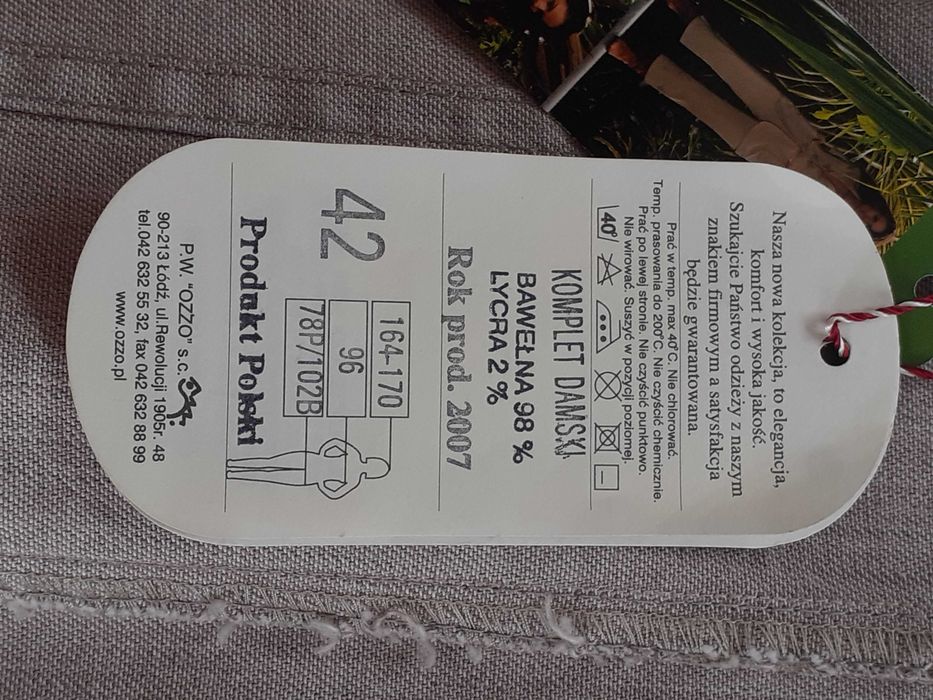 Nasza nowa kolekcja, to elegancja,
komfort i wysoka jakość.
Szukajcie Państwo odzieży z naszym
znakiem firmowym a satysfakcja
będzie gwarantowana.
Prać w temp. max 40°C. Nie chlorować.
Temp. prasowania do 200°C. Nie czyścić chemicznie.
Prać po lewej stronie. Nie czyścić punktowo.
Nie wirować. Suszyć w pozycji poziomej.
40°
KOMPLET DAMSKI
BAWEŁNA 98 %
LYCRA 2 %
Rok prod. 2007
42
164-170
96
78P/102B
Produkt Polski
P.W. "OZZO" s.c.
90-213 Łódź, ul.Rewolucji 1905r. 48
tel.042 632 55 32, fax 042 632 88 99
www.ozzo.pl